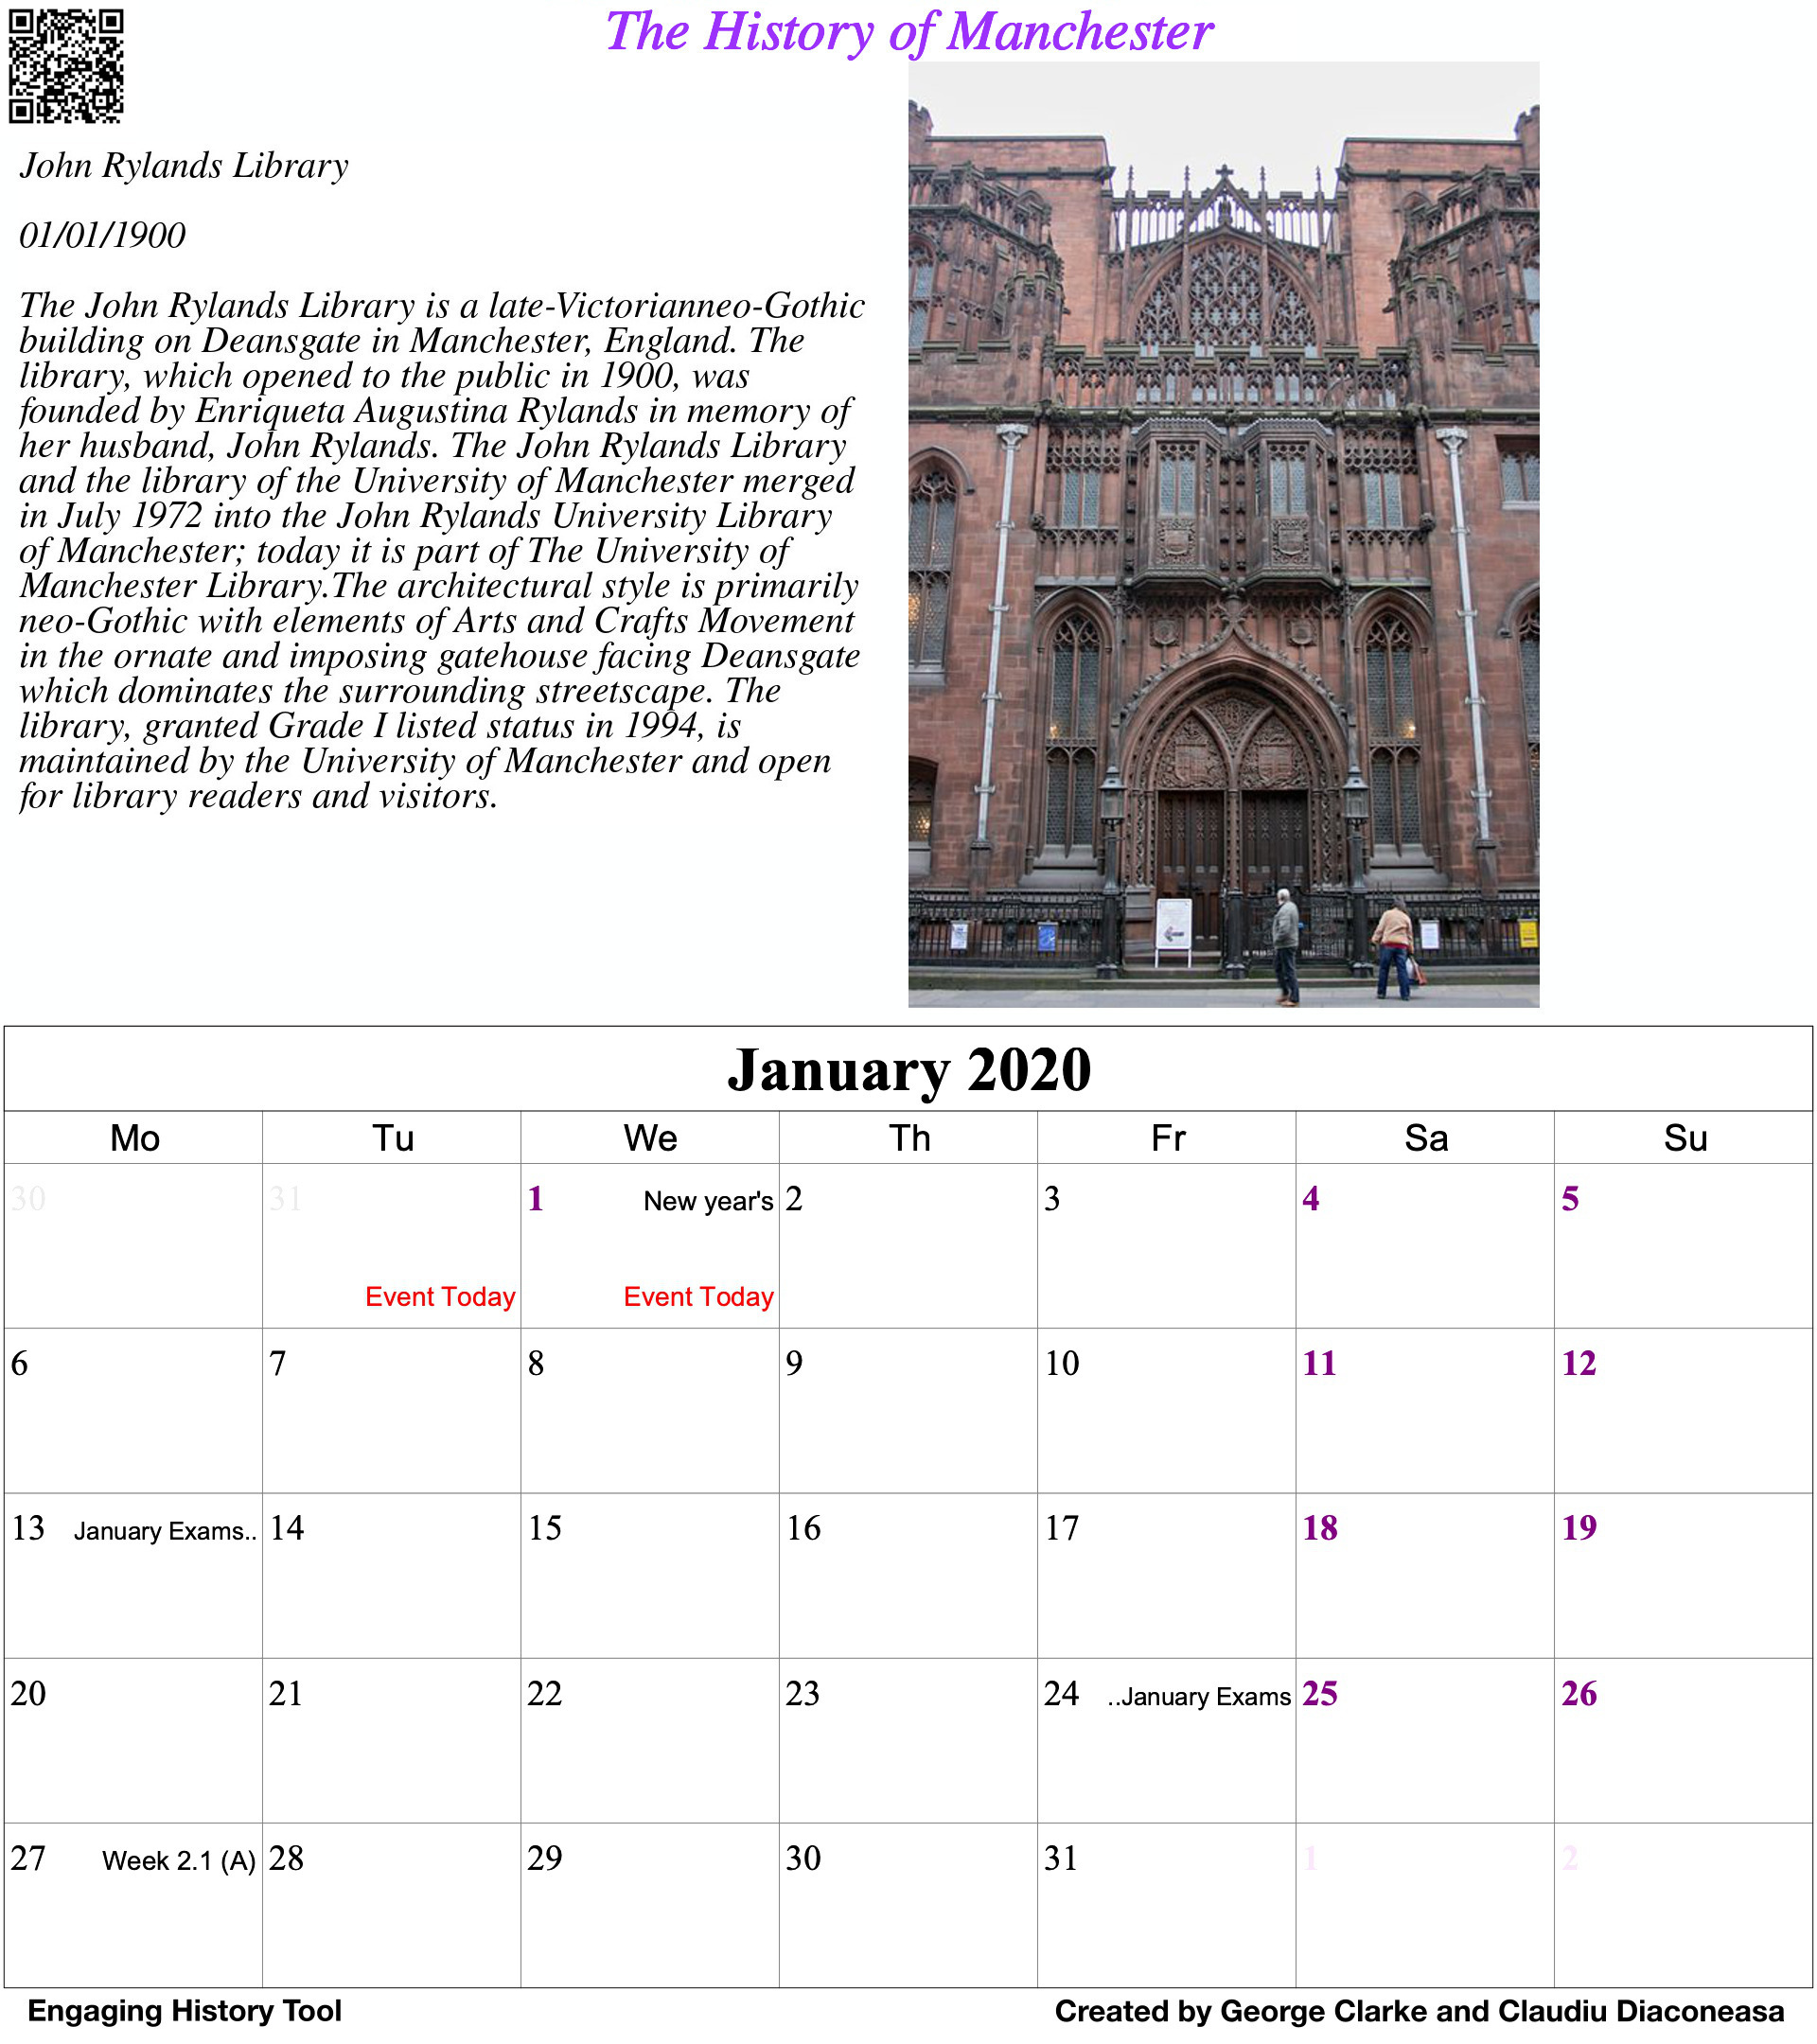 The History of Manchester
John Rylands Library
01/01/1900
The John Rylands Library is a late-Victorianneo-Gothic
building on Deansgate in Manchester, England. The
library, which opened to the public in 1900, was
founded by Enriqueta Augustina Rylands in memory of
her husband, John Rylands. The John Rylands Library
and the library of the University of Manchester merged
in July 1972 into the John Rylands University Library
of Manchester; today it is part of The University of
Manchester Library.The architectural style is primarily
neo-Gothic with elements of Arts and Crafts Movement
in the ornate and imposing gatehouse facing Deansgate
which dominates the surrounding streetscape. The
library, granted Grade I listed status in 1994, is
maintained by the University of Manchester and open
for library readers and visitors.
January 2020
Mo Tu We Th Fr Sa Su
30 31 1 New year's 2 3 4 5
Event Today Event Today
6 7 8 9 10 11 12
13 January Exams.. 14 15 16 17 18 19
20 21 22 23 24 ..January Exams 25 26
27 Week 2.1 (A) 28 29 30 31 1 2
Engaging History Tool Created by George Clarke and Claudiu Diaconeasa